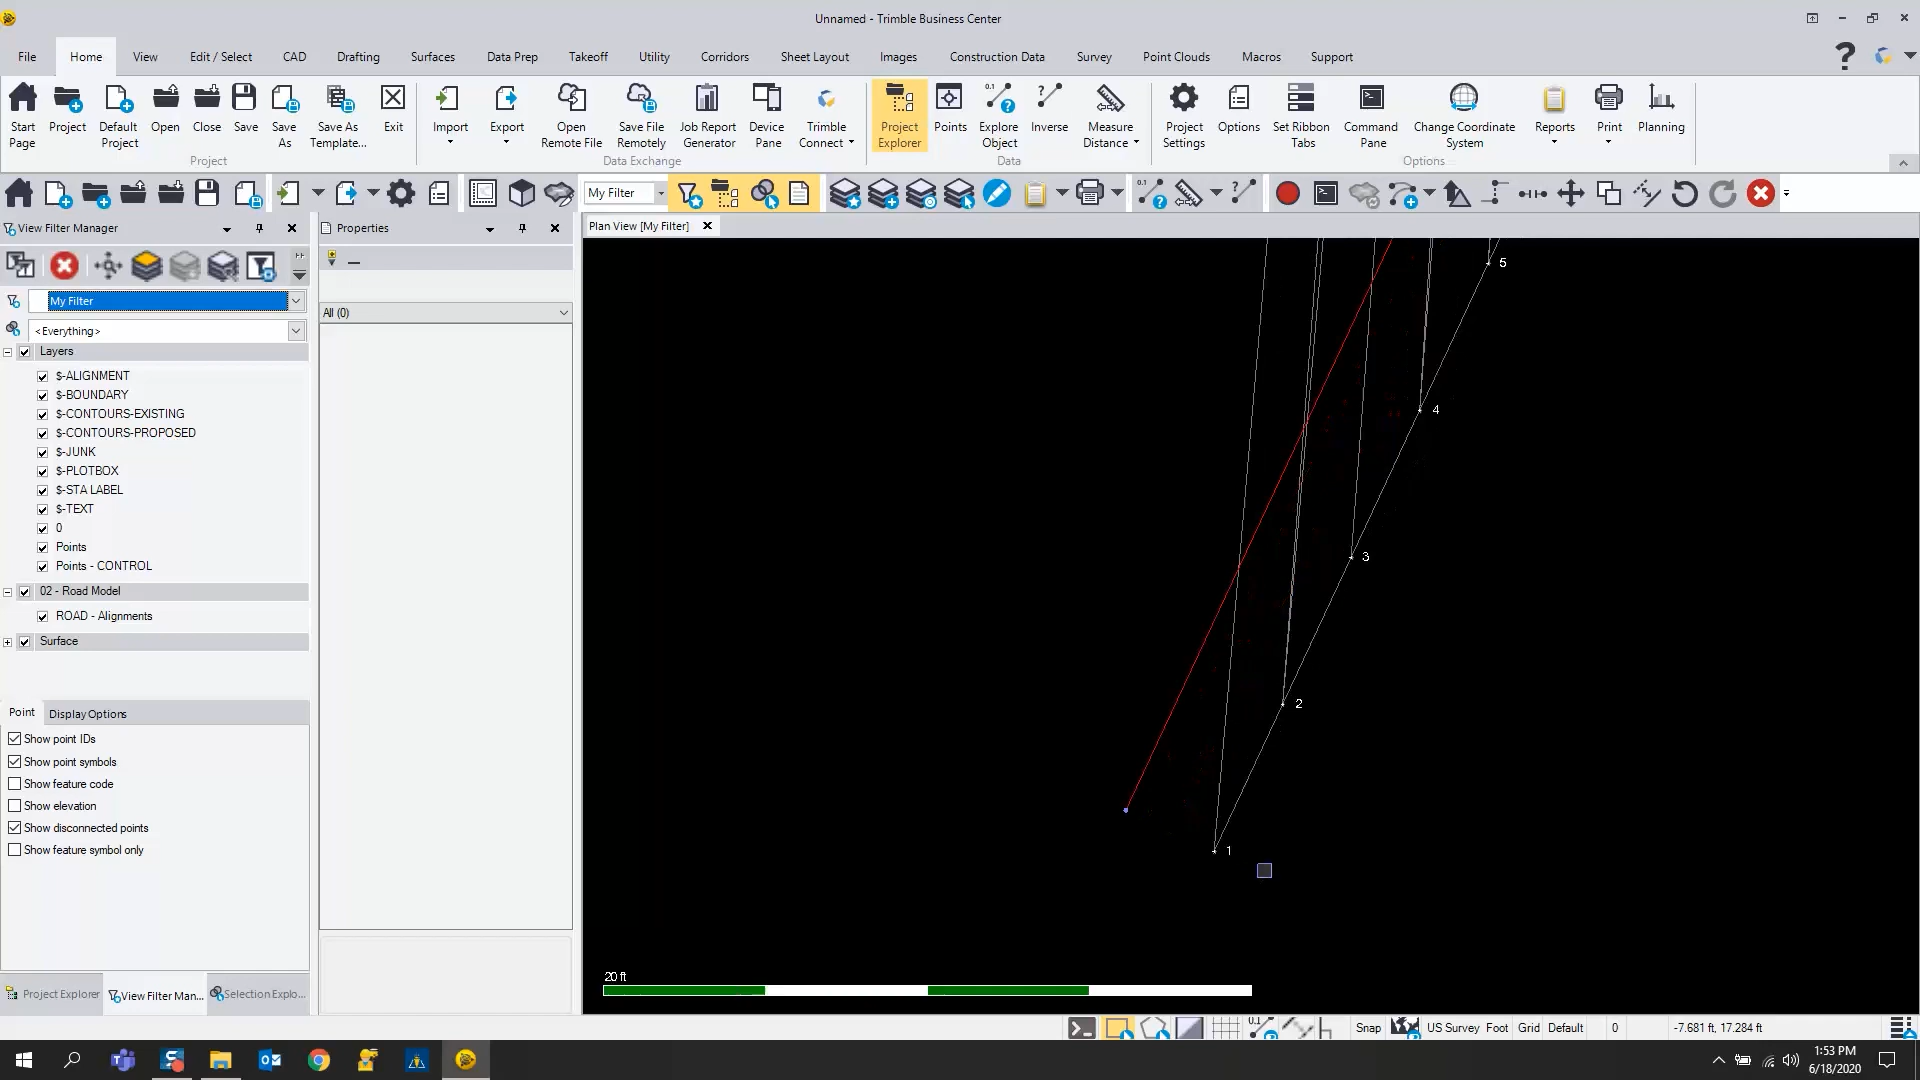 Unnamed - Trimble Business Center
File Home View Edit / Select CAD Drafting Surfaces Data Prep Takeoff Utility Corridors Sheet Layout Images Construction Data Survey Point Clouds Macros Support
Start Page
Project
Default Project
Open
Close
Save
Save As
Save As Template...
Exit
Import
Export
Open Remote File
Save File Remotely
Job Report Generator
Device Pane
Trimble Connect
Project Explorer
Points
Explore Object
Inverse
Measure Distance
Project Settings
Options
Set Ribbon Tabs
Command Pane
Change Coordinate System
Reports
Print
Planning
Project
Data Exchange
Data
Options
My Filter
View Filter Manager
Properties
Plan View [My Filter]
My Filter
<Everything>
All (0)
Layers
$-ALIGNMENT
$-BOUNDARY
$-CONTOURS-EXISTING
$-CONTOURS-PROPOSED
$-JUNK
$-PLOTBOX
$-STA LABEL
$-TEXT
0
Points
Points - CONTROL
02 - Road Model
ROAD - Alignments
Surface
Point Display Options
Show point IDs
Show point symbols
Show feature code
Show elevation
Show disconnected points
Show feature symbol only
Project Explorer
View Filter Man...
Selection Explo...
5
4
3
2
1
20 ft
Snap US Survey Foot Grid Default 0 -7.681 ft, 17.284 ft
1:53 PM
6/18/2020